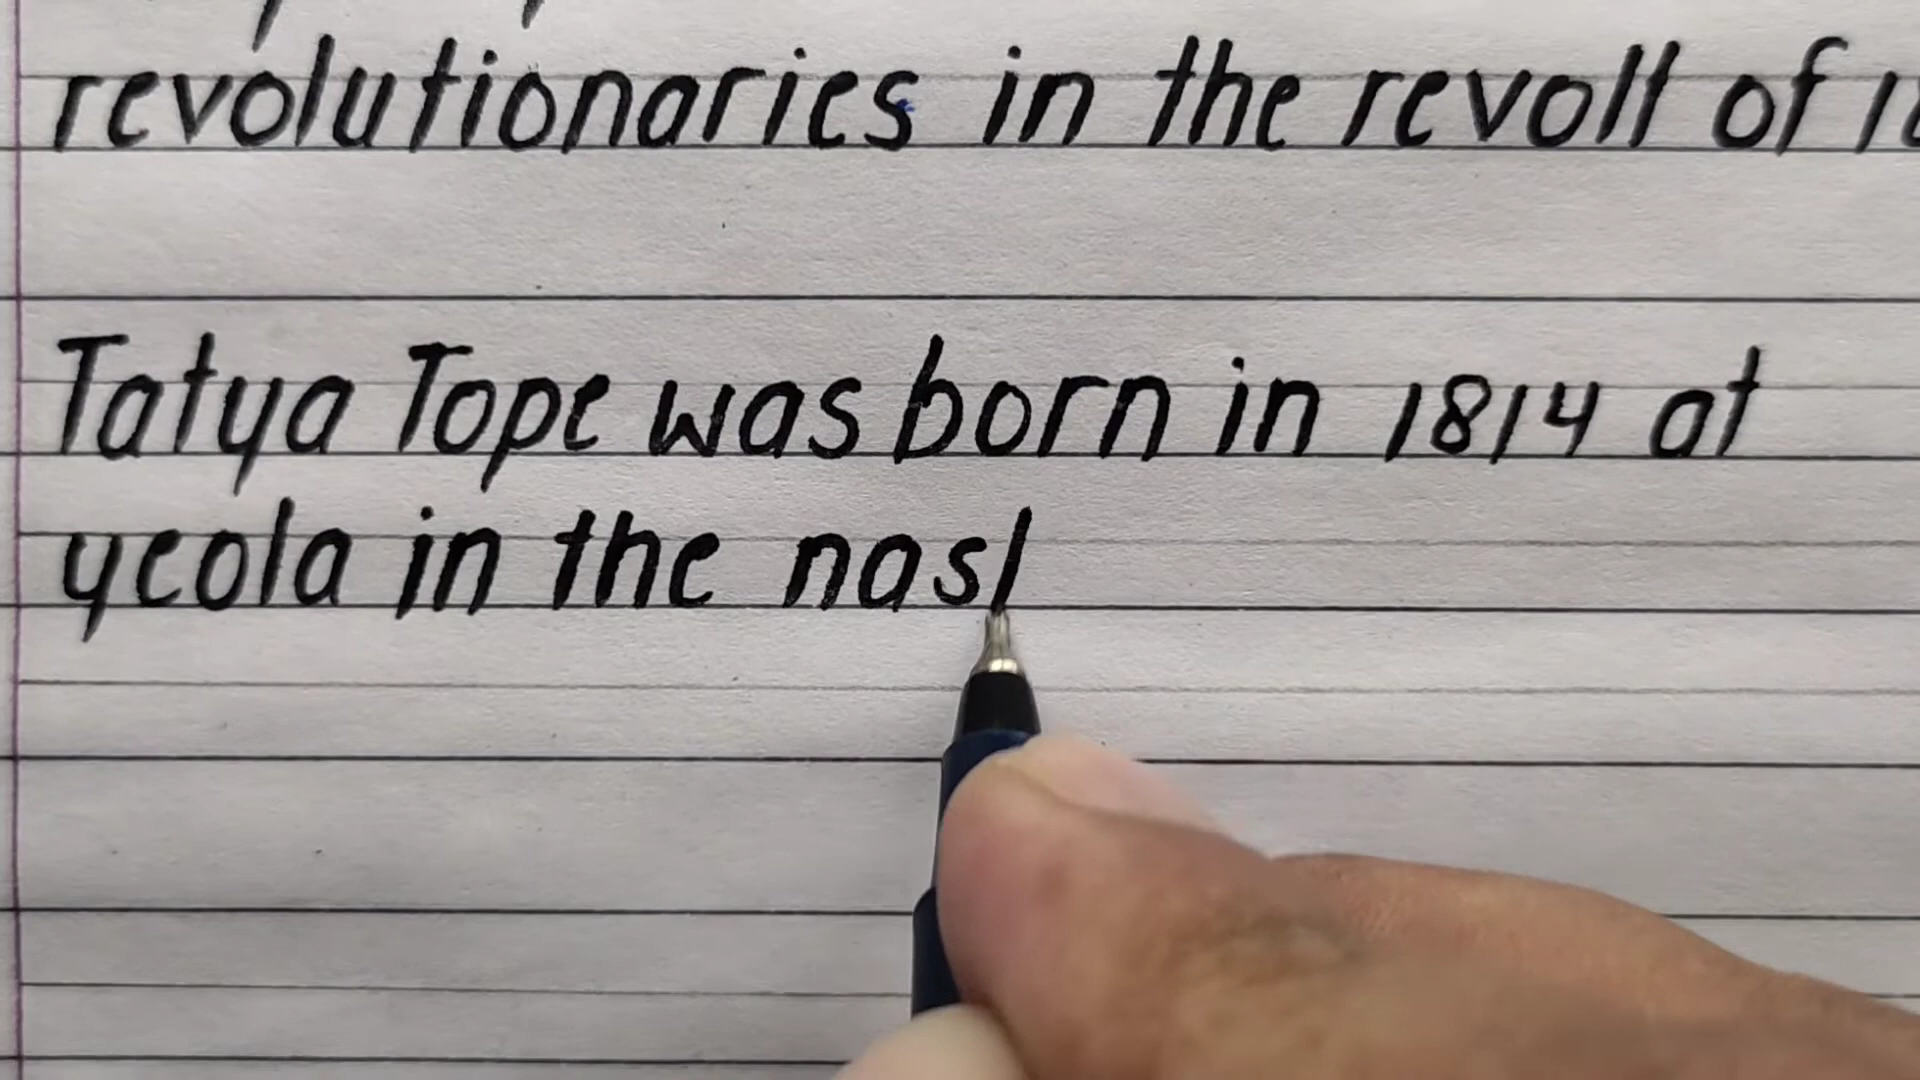 revolutionaries in the revolt of
Tatya Tope was born in 1814 at
yeola in the nas